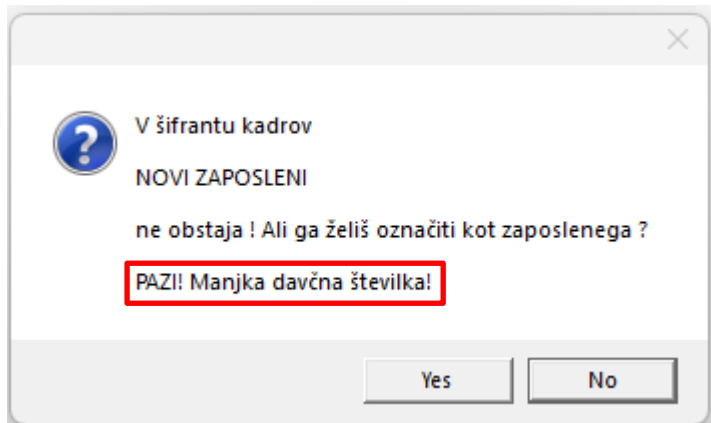 V šifrantu kadrov
NOVI ZAPOSLENI
ne obstaja ! Ali ga želiš označiti kot zaposlenega ?
PAZI! Manjka davčna številka!
Yes
No